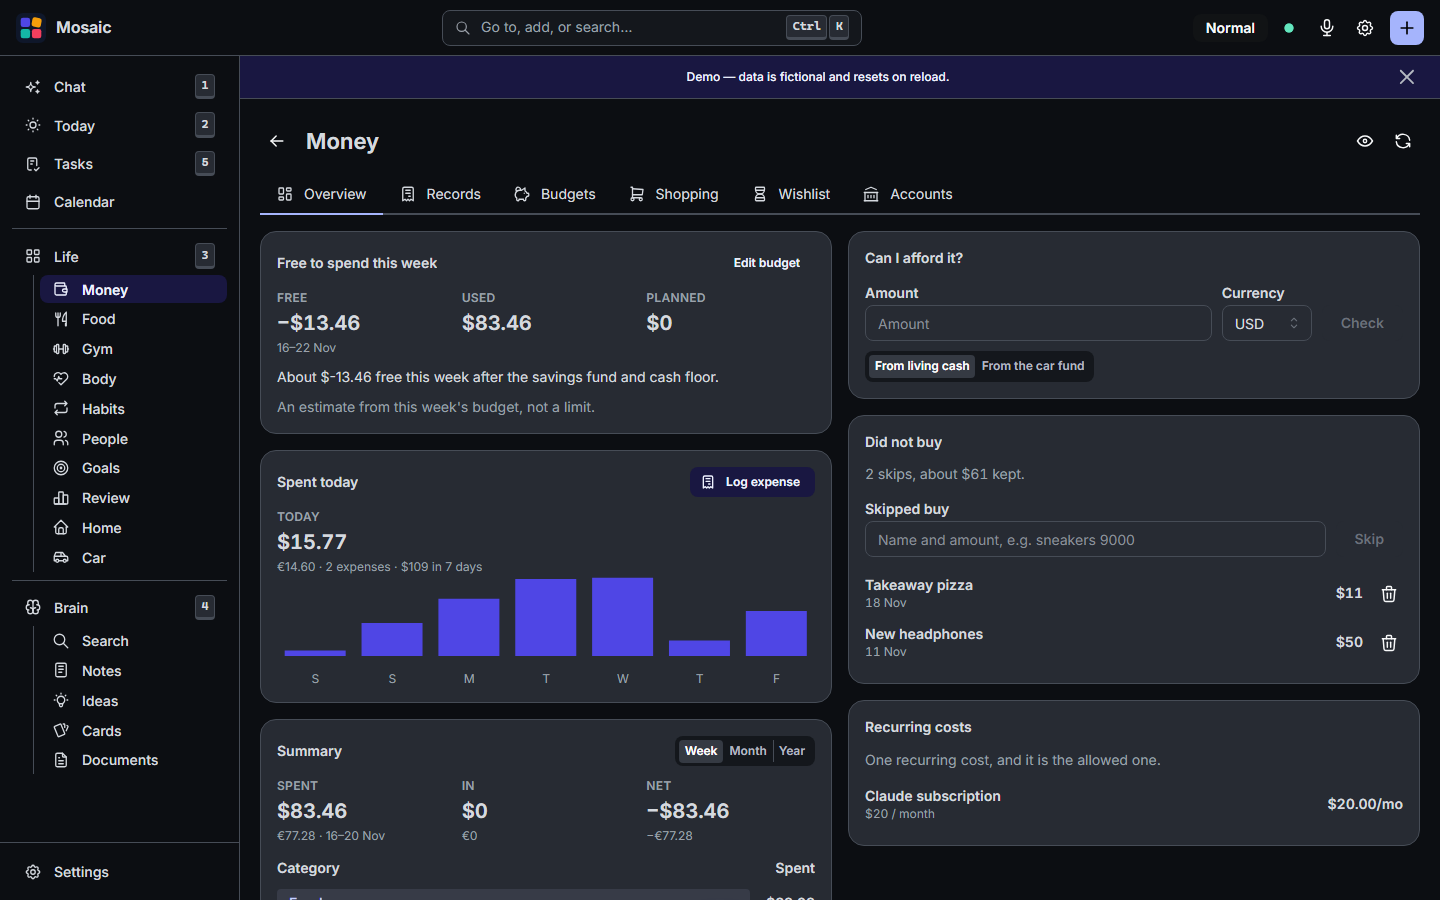 Mosaic
Go to, add, or search...
Ctrl K
Normal
Chat 1
Today 2
Tasks 5
Calendar
Life 3
Money
Food
Gym
Body
Habits
People
Goals
Review
Home
Car
Brain 4
Search
Notes
Ideas
Cards
Documents
Settings
Demo — data is fictional and resets on reload.
Money
Overview Records Budgets Shopping Wishlist Accounts
Free to spend this week
Edit budget
FREE USED PLANNED
−$13.46 $83.46 $0
16–22 Nov
About $-13.46 free this week after the savings fund and cash floor.
An estimate from this week's budget, not a limit.
Spent today
Log expense
TODAY
$15.77
€14.60 · 2 expenses · $109 in 7 days
S S M T W T F
Summary
Week Month Year
SPENT IN NET
$83.46 $0 −$83.46
€77.28 · 16–20 Nov €0 −€77.28
Category Spent
Can I afford it?
Amount Currency
Amount USD Check
From living cash From the car fund
Did not buy
2 skips, about $61 kept.
Skipped buy
Name and amount, e.g. sneakers 9000 Skip
Takeaway pizza $11
18 Nov
New headphones $50
11 Nov
Recurring costs
One recurring cost, and it is the allowed one.
Claude subscription $20.00/mo
$20 / month